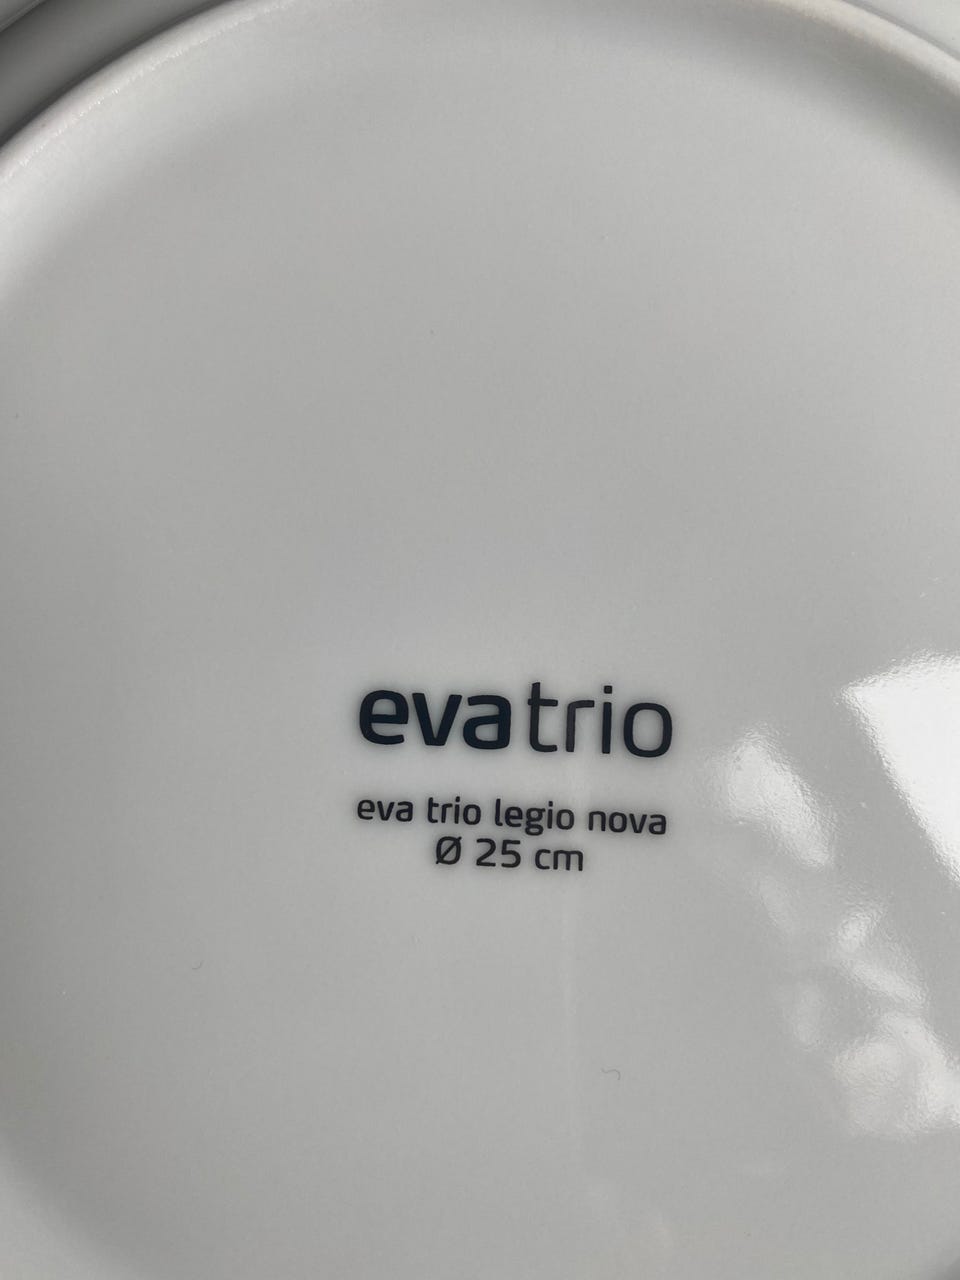 evatrio
eva trio legio nova
Ø 25 cm